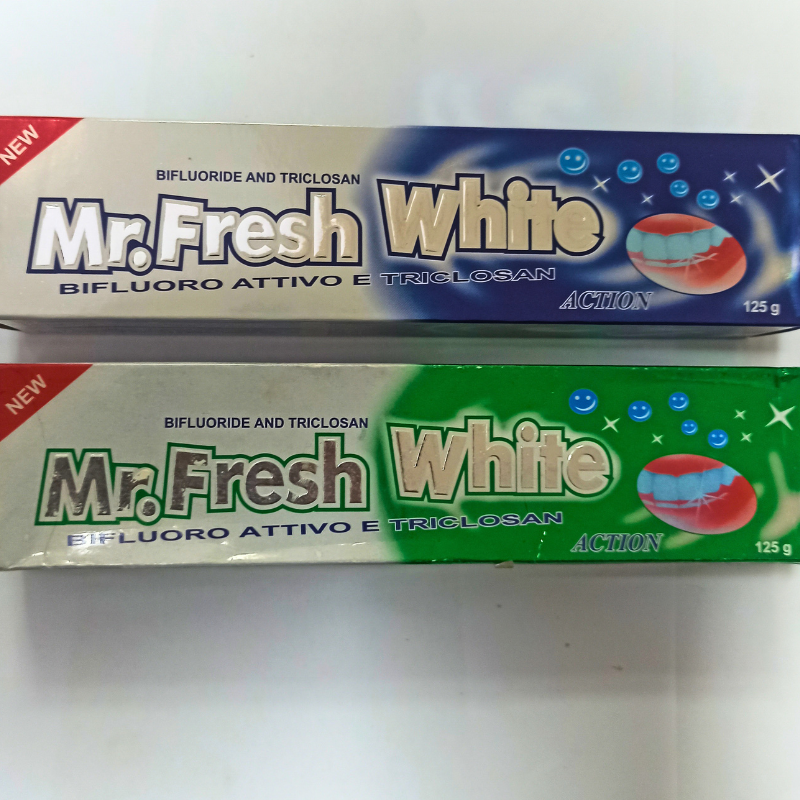 NEW
BIFLUORIDE AND TRICLOSAN
Mr. Fresh White
BIFLUORO ATTIVO E TRICLOSAN
ACTION
125 g
NEW
BIFLUORIDE AND TRICLOSAN
Mr. Fresh White
BIFLUORO ATTIVO E TRICLOSAN
ACTION
125 g